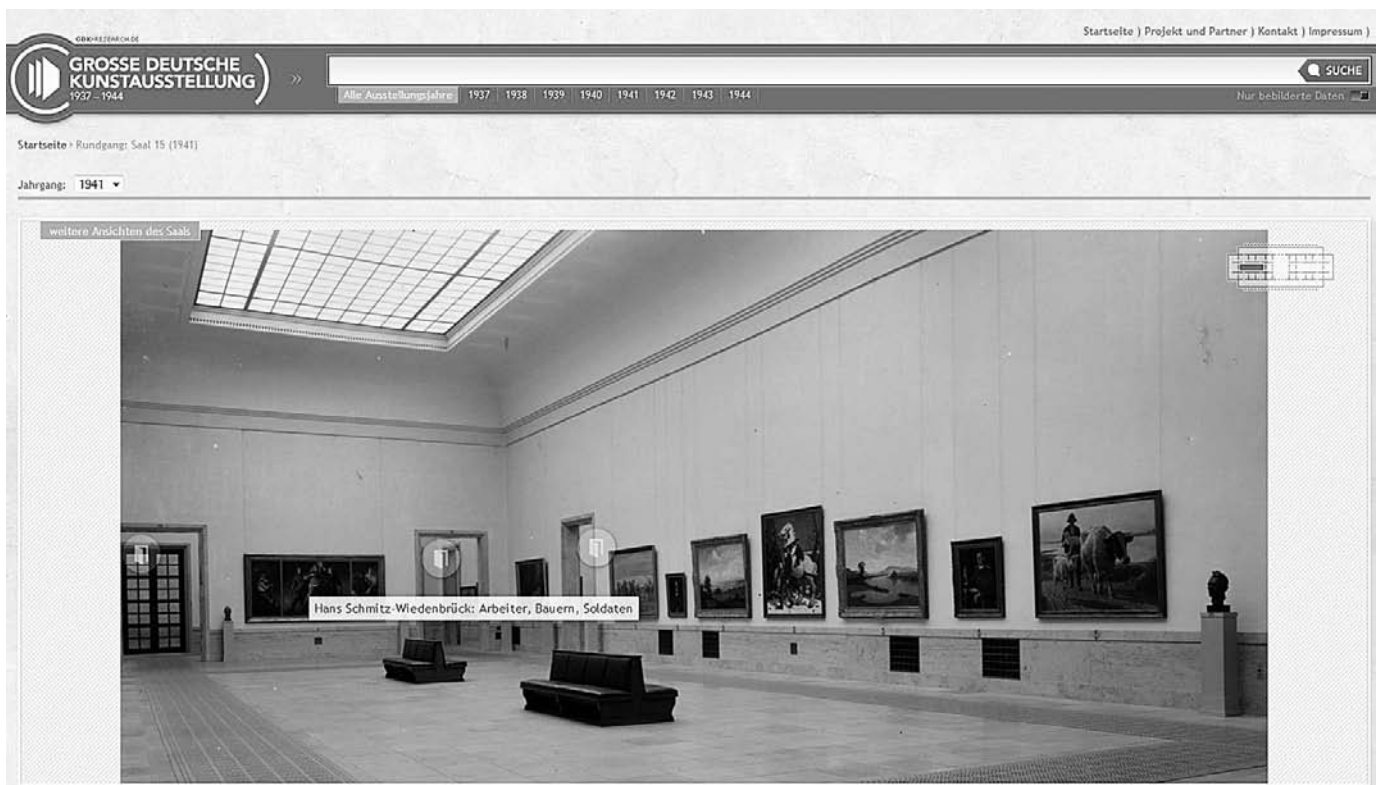 GDK-RESEARCH.DE
Startseite ) Projekt und Partner ) Kontakt ) Impressum )
GROSSE DEUTSCHE
KUNSTAUSSTELLUNG
1937 – 1944
»
SUCHE
Alle Ausstellungsjahre 1937 1938 1939 1940 1941 1942 1943 1944
Nur bebilderte Daten
Startseite › Rundgang: Saal 15 (1941)
Jahrgang: 1941
weitere Ansichten des Saals
Hans Schmitz-Wiedenbrück: Arbeiter, Bauern, Soldaten